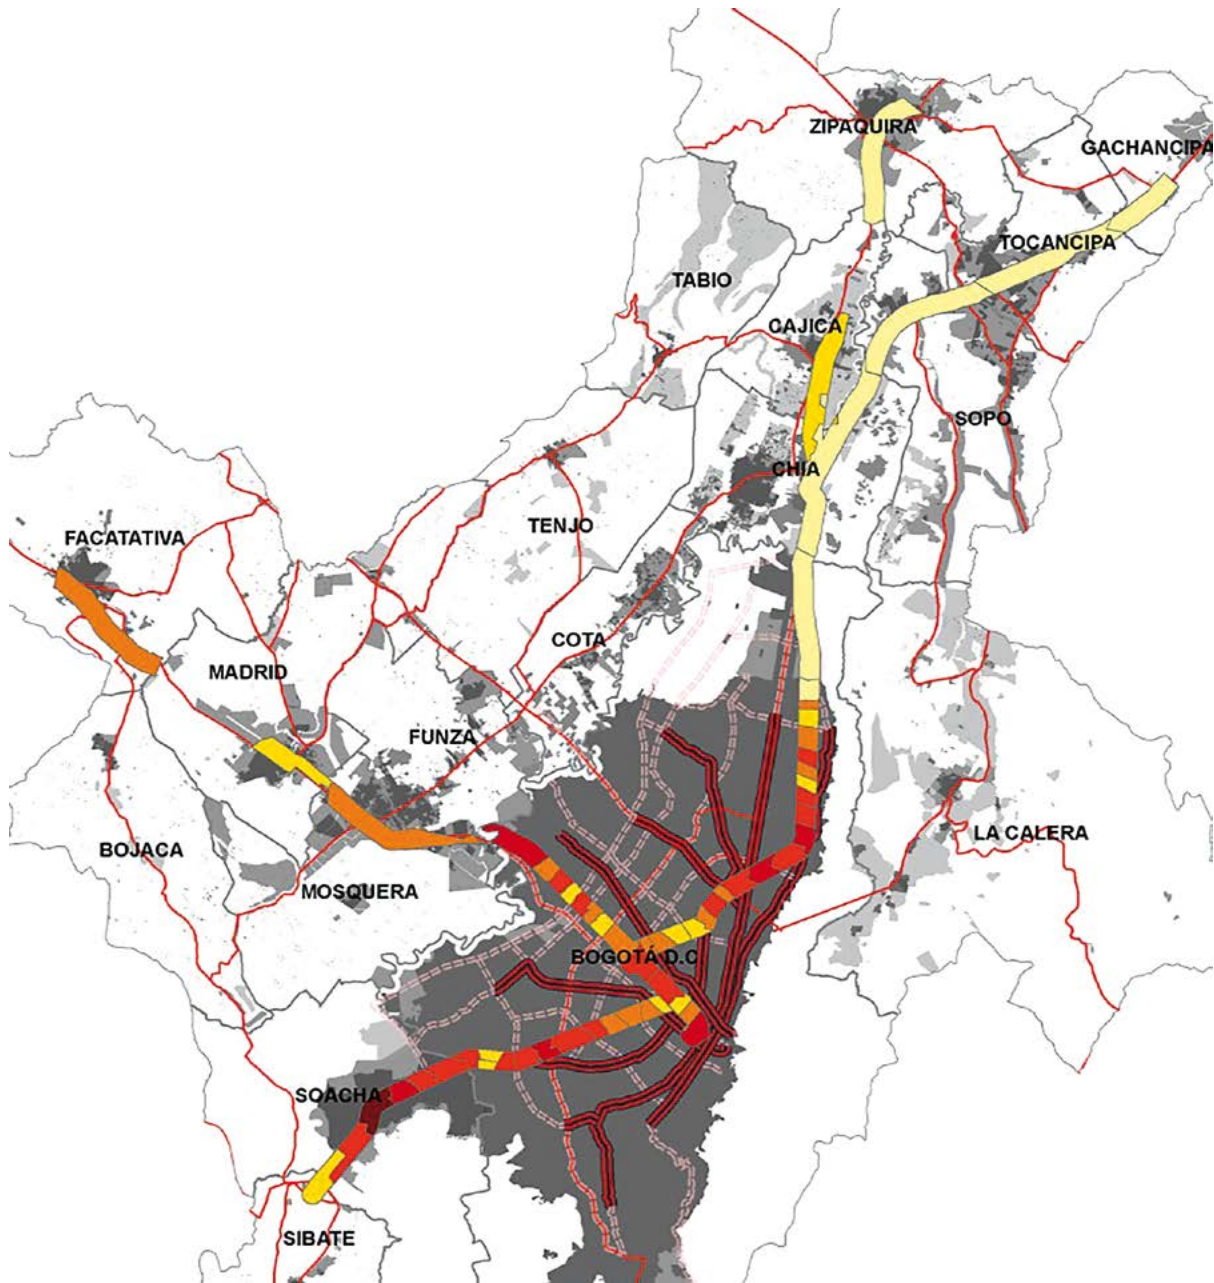 ZIPAQUIRA
GACHANCIPA
TOCANCIPA
TABIO
CAJICA
SOPO
CHIA
TENJO
FACATATIVA
COTA
MADRID
FUNZA
LA CALERA
BOJACA
MOSQUERA
BOGOTÁ D.C
SOACHA
SIBATE